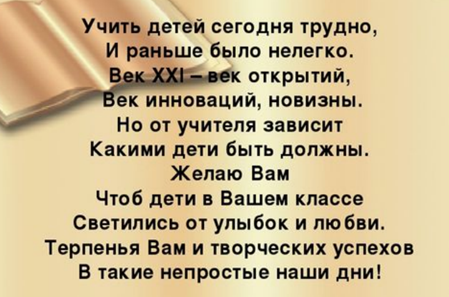 Учить детей сегодня трудно,
И раньше было нелегко.
Век XXI – век открытий,
Век инноваций, новизны.
Но от учителя зависит
Какими дети быть должны.
Желаю Вам
Чтоб дети в Вашем классе
Светились от улыбок и любви.
Терпенья Вам и творческих успехов
В такие непростые наши дни!